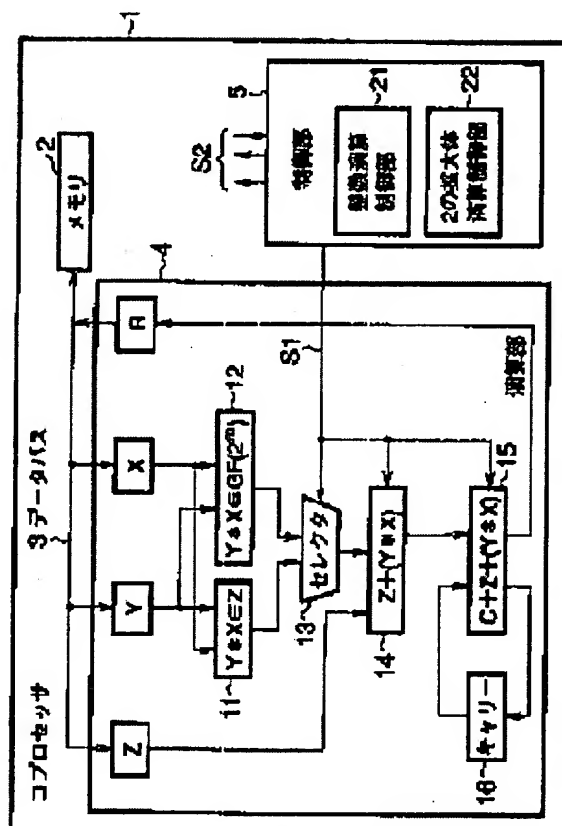 コプロセッサ
1
3 データバス
2
メモリ
4
Z
Y
X
R
5
制御部
S2
21
整数演算
制御部
22
2の拡大体
演算制御部
11
Y*X∈Z
12
Y*X∈GF(2^m)
13
セレクタ
S1
14
Z+(Y*X)
15
C+Z+(Y*X)
16
キャリー
演算部